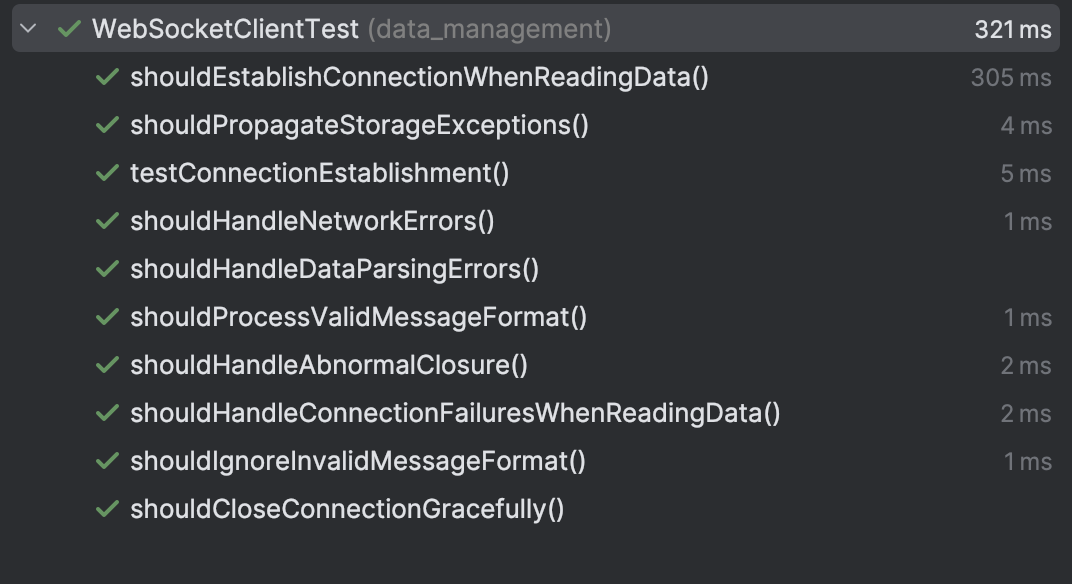 WebSocketClientTest (data_management) 321 ms
shouldEstablishConnectionWhenReadingData() 305 ms
shouldPropagateStorageExceptions() 4 ms
testConnectionEstablishment() 5 ms
shouldHandleNetworkErrors() 1 ms
shouldHandleDataParsingErrors()
shouldProcessValidMessageFormat() 1 ms
shouldHandleAbnormalClosure() 2 ms
shouldHandleConnectionFailuresWhenReadingData() 2 ms
shouldIgnoreInvalidMessageFormat() 1 ms
shouldCloseConnectionGracefully()